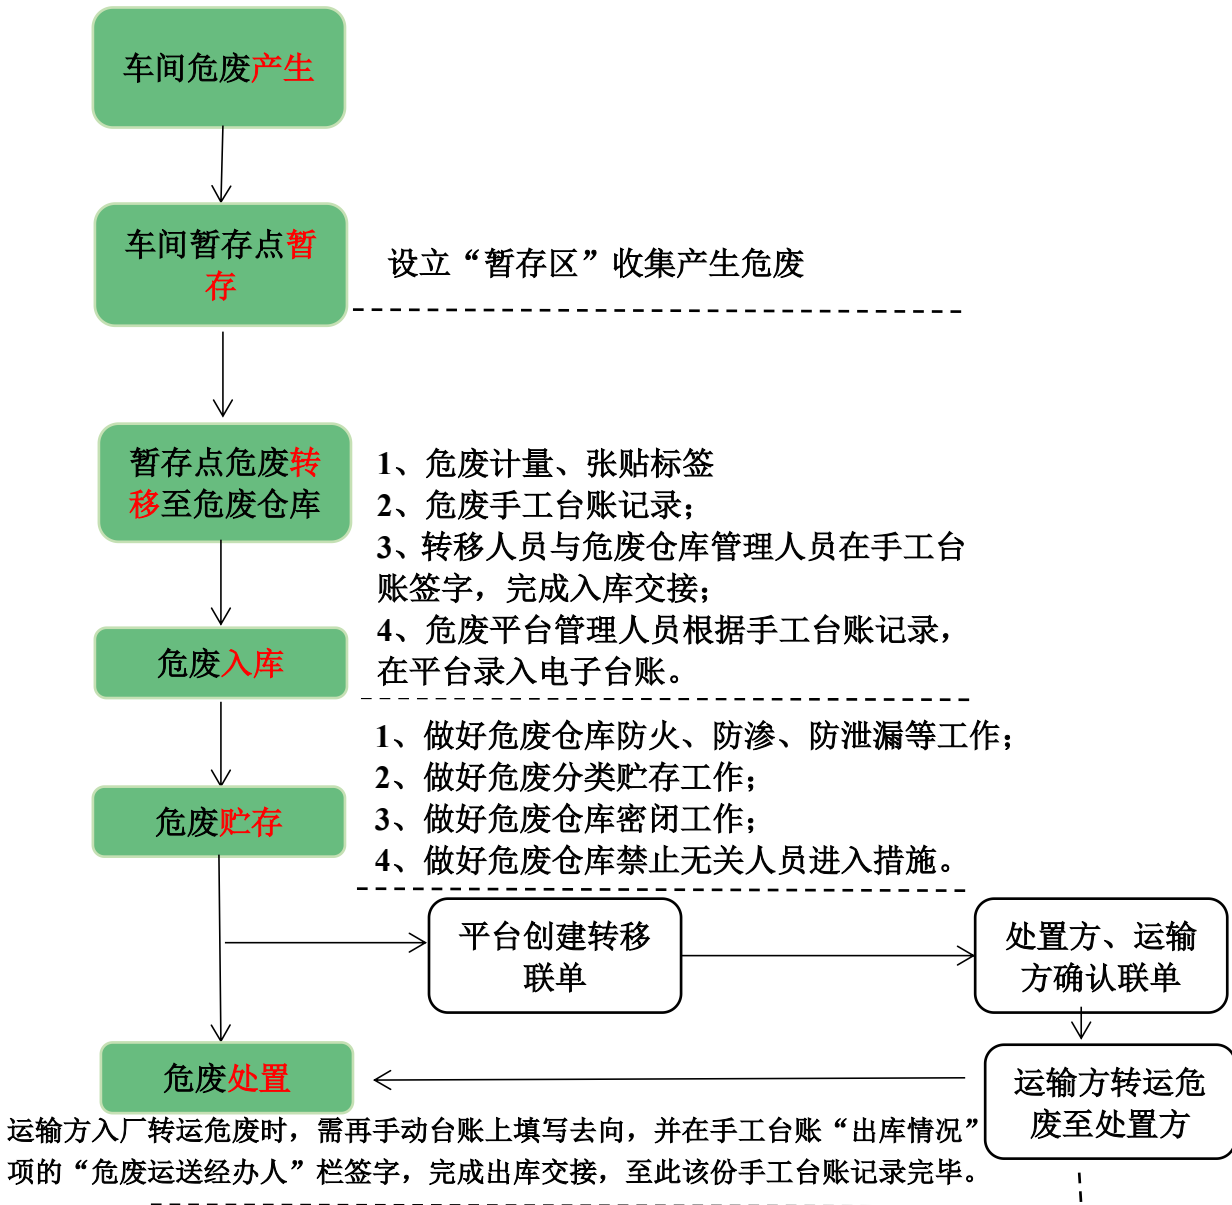 车间危废产生
车间暂存点暂
存
设立“暂存区”收集产生危废
暂存点危废转
移至危废仓库
1、危废计量、张贴标签
2、危废手工台账记录；
3、转移人员与危废仓库管理人员在手工台
账签字，完成入库交接；
4、危废平台管理人员根据手工台账记录，
在平台录入电子台账。
危废入库
1、做好危废仓库防火、防渗、防泄漏等工作；
2、做好危废分类贮存工作；
3、做好危废仓库密闭工作；
4、做好危废仓库禁止无关人员进入措施。
危废贮存
平台创建转移
联单
处置方、运输
方确认联单
危废处置
运输方转运危
废至处置方
运输方入厂转运危废时，需再手动台账上填写去向，并在手工台账“出库情况”
项的“危废运送经办人”栏签字，完成出库交接，至此该份手工台账记录完毕。